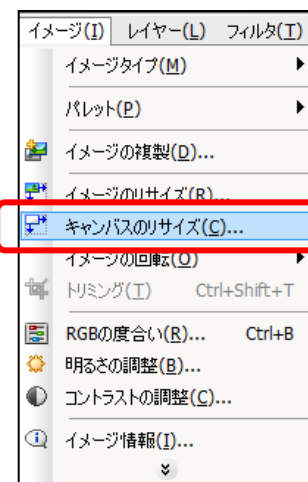 イメージ(I) レイヤー(L) フィルタ(T)
イメージタイプ(M)
パレット(P)
イメージの複製(D)...
イメージのリサイズ(R)...
キャンバスのリサイズ(C)...
イメージの回転(O)
トリミング(T) Ctrl+Shift+T
RGBの度合い(R)... Ctrl+B
明るさの調整(B)...
コントラストの調整(C)...
イメージ情報(I)...